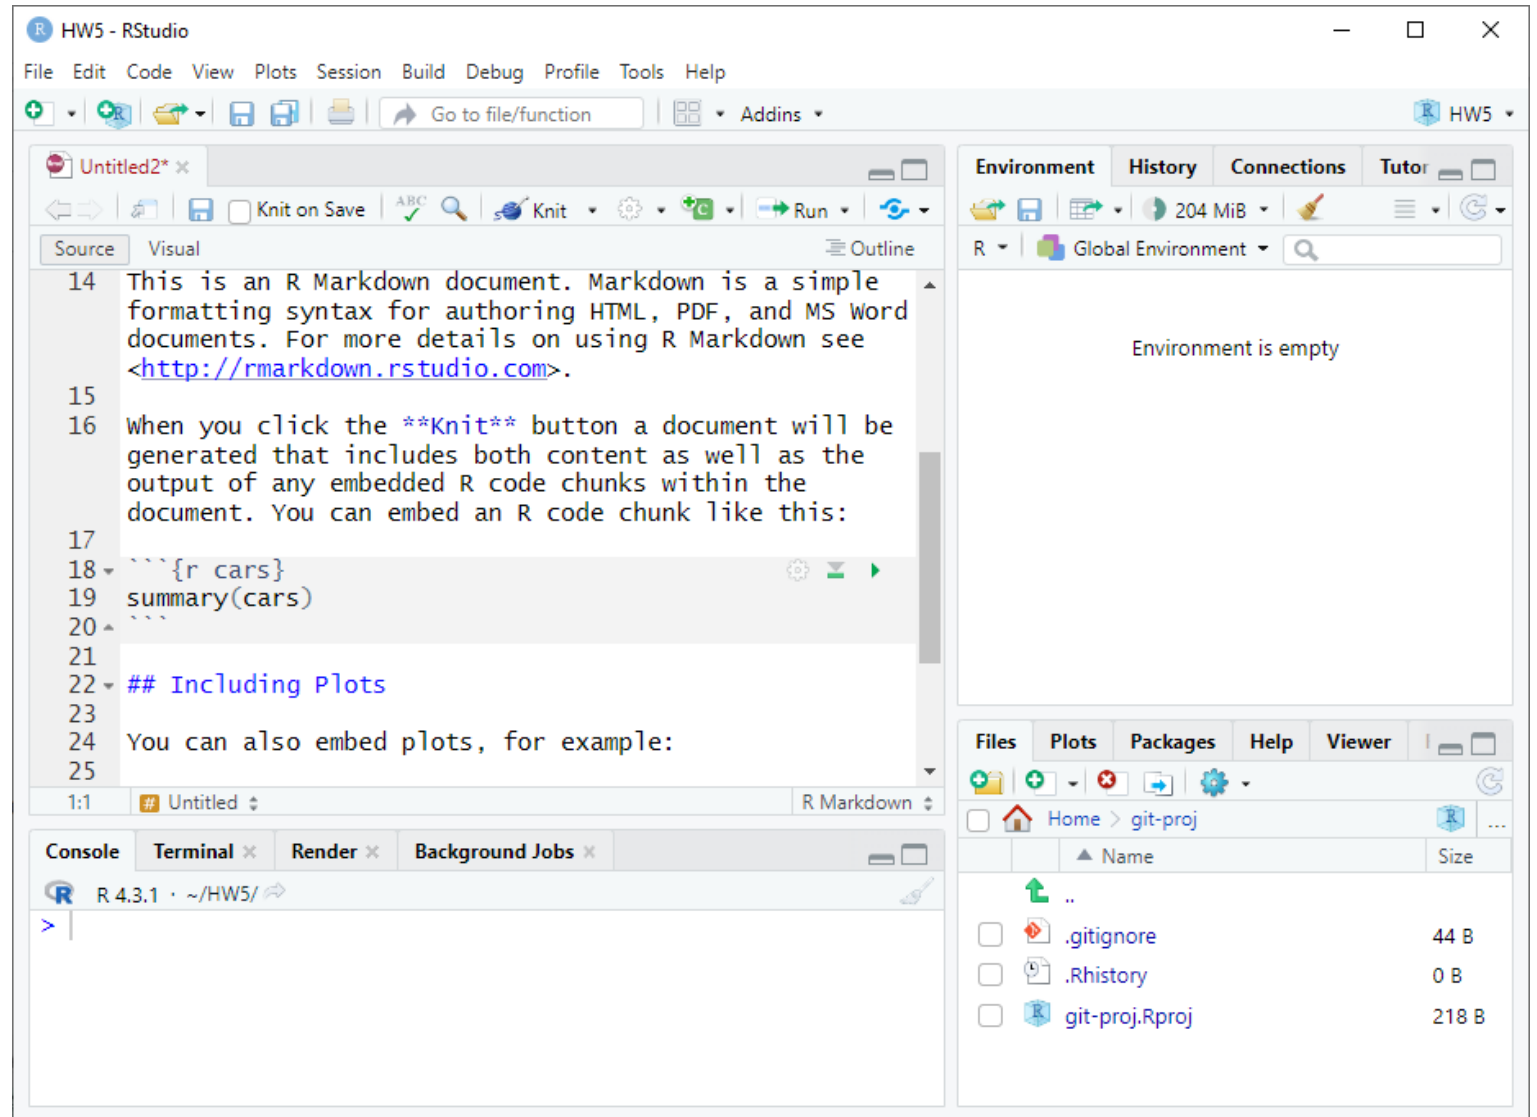 HW5 - RStudio
File Edit Code View Plots Session Build Debug Profile Tools Help
Go to file/function
Addins
HW5
Untitled2*
Knit on Save
ABC
Knit
Run
Source Visual
Outline
14 This is an R Markdown document. Markdown is a simple
formatting syntax for authoring HTML, PDF, and MS Word
documents. For more details on using R Markdown see
<http://rmarkdown.rstudio.com>.
15
16 When you click the **Knit** button a document will be
generated that includes both content as well as the
output of any embedded R code chunks within the
document. You can embed an R code chunk like this:
17
18 ```{r cars}
19 summary(cars)
20 ```
21
22 ## Including Plots
23
24 You can also embed plots, for example:
25
1:1 # Untitled R Markdown
Console Terminal Render Background Jobs
R 4.3.1 · ~/HW5/
>
Environment History Connections Tutor
204 MiB
R Global Environment
Environment is empty
Files Plots Packages Help Viewer
Home git-proj ...
Name Size
..
.gitignore 44 B
.Rhistory 0 B
git-proj.Rproj 218 B